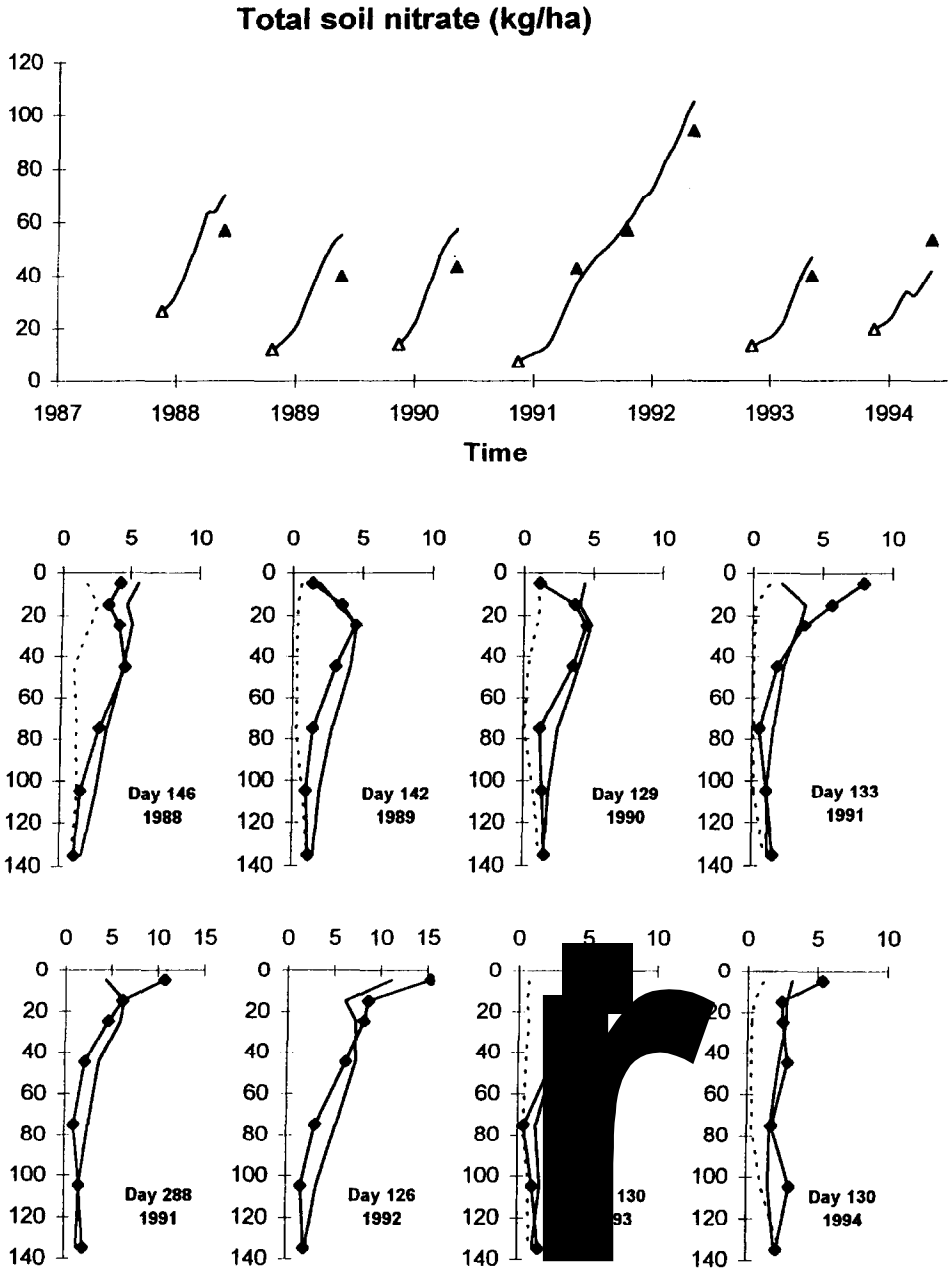 Total soil nitrate (kg/ha)
120
100
80
60
40
20
0
1987 1988 1989 1990 1991 1992 1993 1994
Time
0 5 10 0 5 10 0 5 10 0 5 10
0 0 0 0
20 20 20 20
40 40 40 40
60 60 60 60
80 80 80 80
100 100 100 100
Day 146 Day 142 Day 129 Day 133
1988 1989 1990 1991
120 120 120 120
140 140 140 140
0 5 10 15 0 5 10 15 0 10 0 5 10
0 0 0 0
20 20 20 20
40 40 40 40
60 60 60 60
80 80 80 80
100 100 100 100
Day 288 Day 126 130 Day 130
1991 1992 93 1994
120 120 120 120
140 140 140 140
r